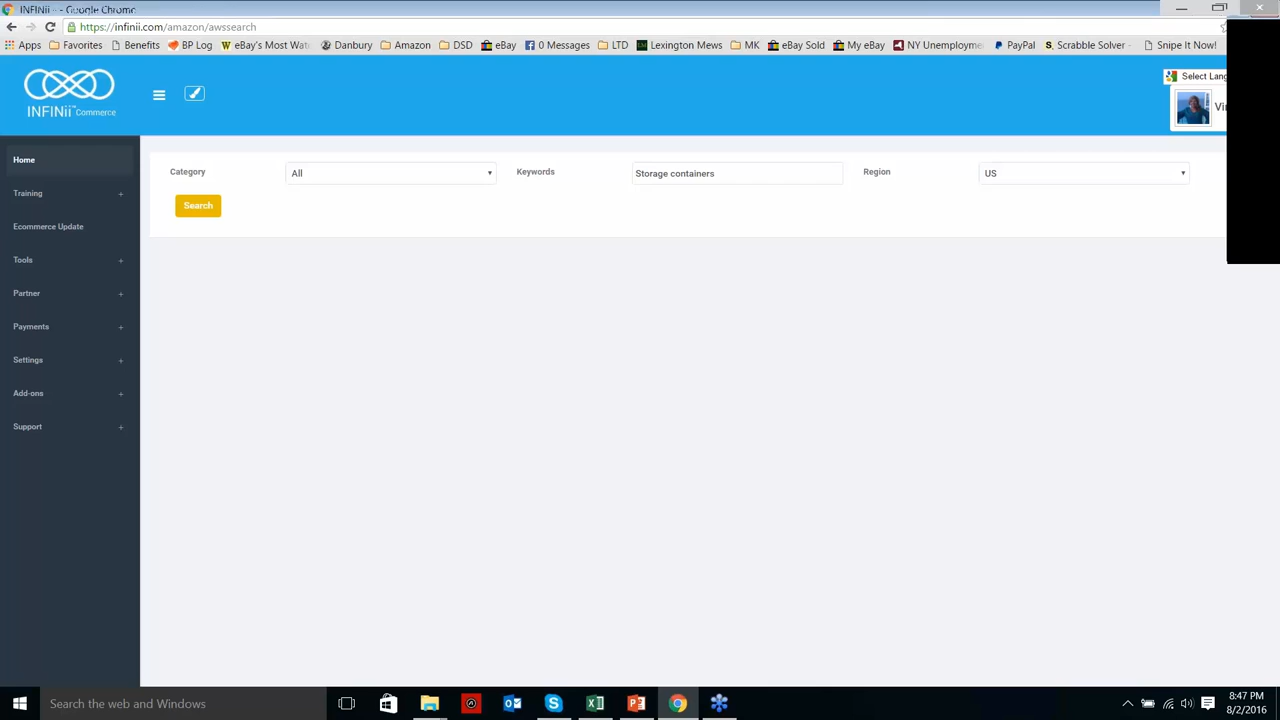 INFINii - - Google Chrome
https://infinii.com/amazon/awssearch
Apps Favorites Benefits BP Log eBay's Most Wat Danbury Amazon DSD eBay 0 Messages LTD Lexington Mews MK eBay Sold My eBay NY Unemployme PayPal Scrabble Solver - Snipe It Now!
INFINii™ Commerce
Select Lang
Vi
Home
Training +
Ecommerce Update
Tools +
Partner +
Payments +
Settings +
Add-ons +
Support +
Category All Keywords Storage containers Region US
Search
Search the web and Windows
8:47 PM
8/2/2016